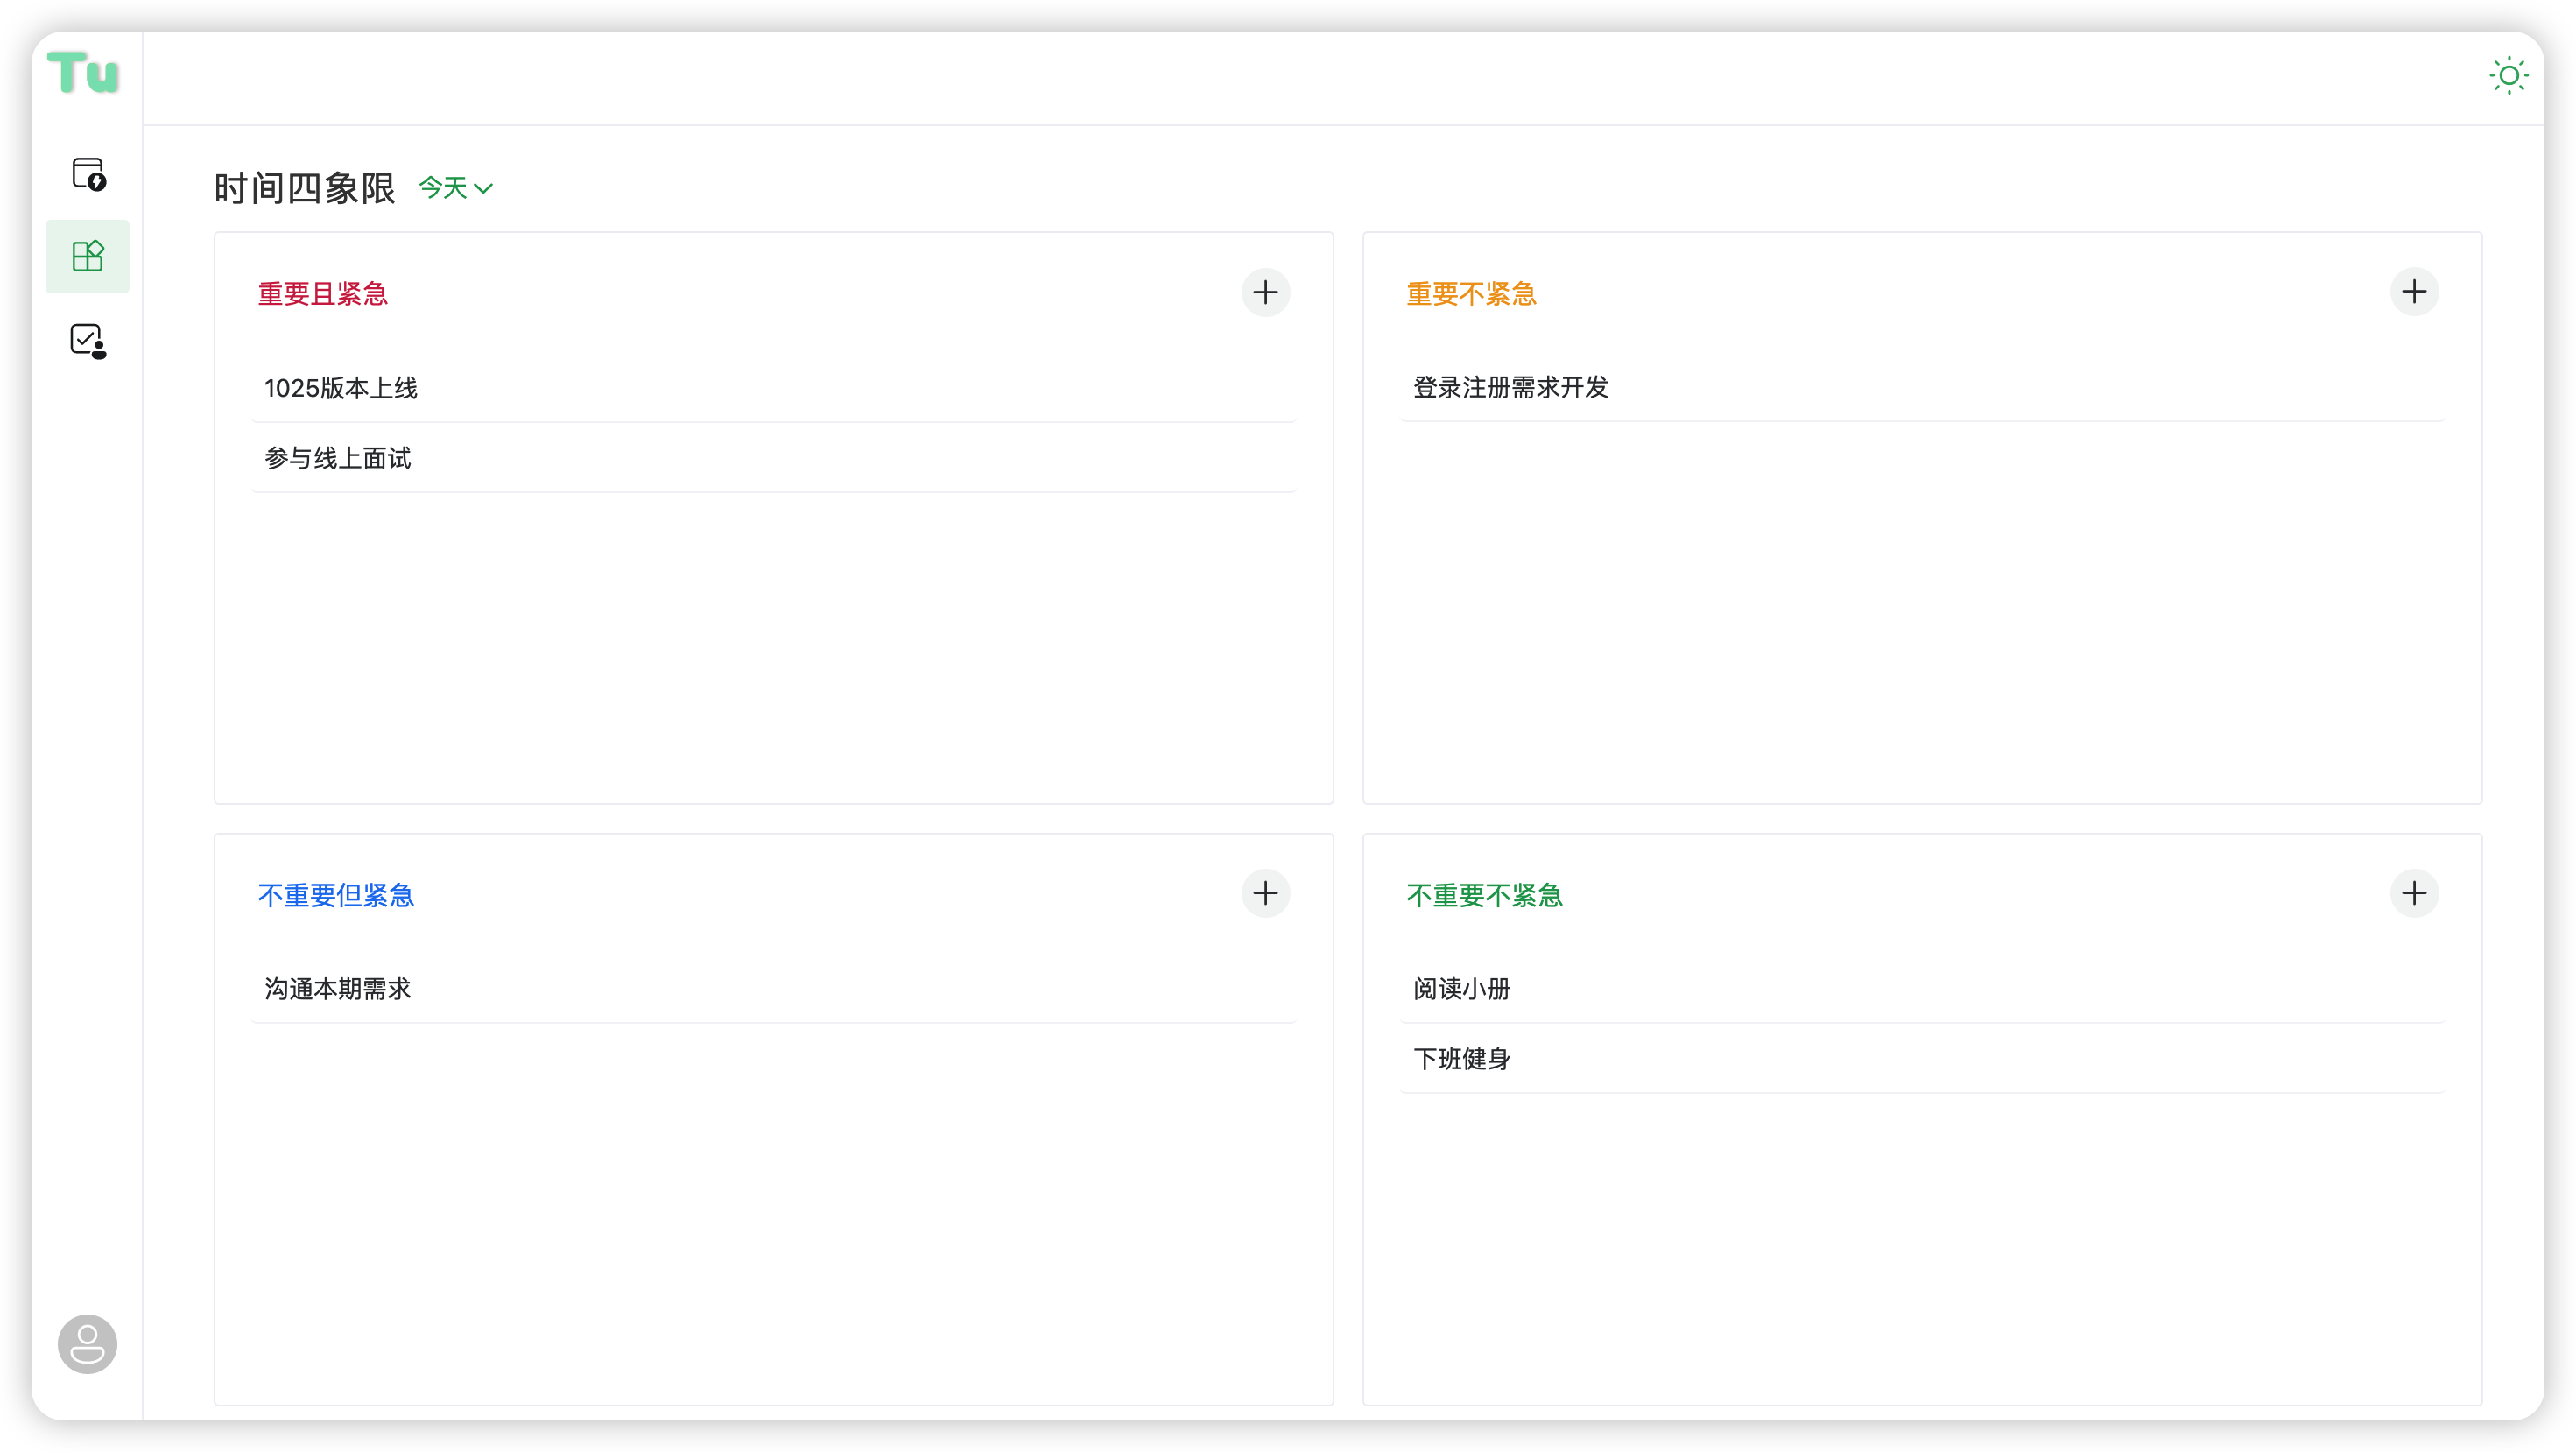 Tu
时间四象限 今天
重要且紧急
1025版本上线
参与线上面试
重要不紧急
登录注册需求开发
不重要但紧急
沟通本期需求
不重要不紧急
阅读小册
下班健身